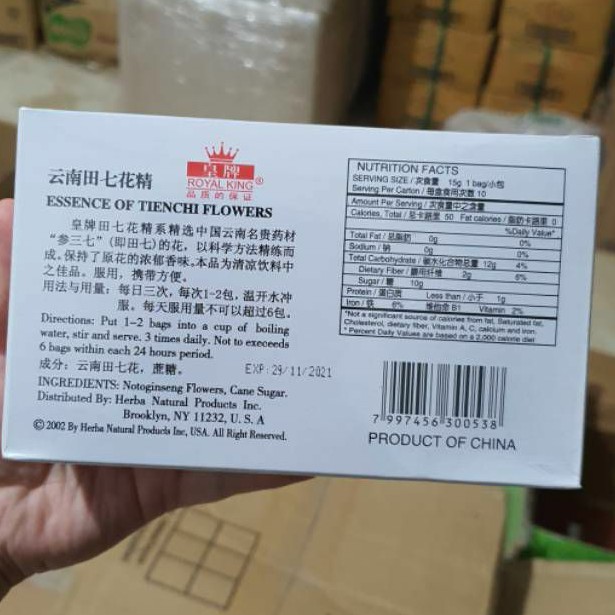 云南田七花精
皇牌
ROYAL KING®
品质的保证
ESSENCE OF TIENCHI FLOWERS
皇牌田七花精系精选中国云南名贵药材
“参三七”(即田七)的花，以科学方法精练而
成。保持了原花的浓郁香味。本品为清凉饮料中
之佳品。服用，携带方便。
用法与用量：每日三次，每次1-2包，温开水冲
服。每天服用量不可以超过6包。
Directions: Put 1-2 bags into a cup of boiling
water, stir and serve. 3 times daily. Not to execeeds
6 bags within each 24 hours period.
成分：云南田七花，蔗糖。
EXP:29/11/2021
INGREDIENTS: Notoginseng Flowers, Cane Sugar.
Distributed By: Herba Natural Products Inc.
Brooklyn, NY 11232, U. S. A
© 2002 By Herba Natural Products Inc, USA. All Right Reserved.
NUTRITION FACTS
SERVING SIZE / 次食量 15g 1 bag/小包
Serving Per Carton / 每盒食用次数 10
Amount Per Serving / 次食量中之含量
Calories, Total / 总卡路里 50 Fat calories / 脂肪卡路里 0
%Daily Value*
Total Fat / 总脂肪 0g 0%
Sodium / 钠 0g 0%
Total Carbohydrate / 碳水化合物总量 12g 4%
Dietary Fiber / 膳用纤维 2g 6%
Sugar / 糖 10g
Protein / 蛋白质 Less than / 小于 1g
Iron / 铁 6% 维他命 B1 Vitamin 2%
*Not a significant source of calories from fat, Saturated fat,
Cholesterol, dietary fiber, Vitamin A, C, calcium and iron.
* Percent Daily Values are based on a 2,000 calorie diet
7 997456 300538
PRODUCT OF CHINA